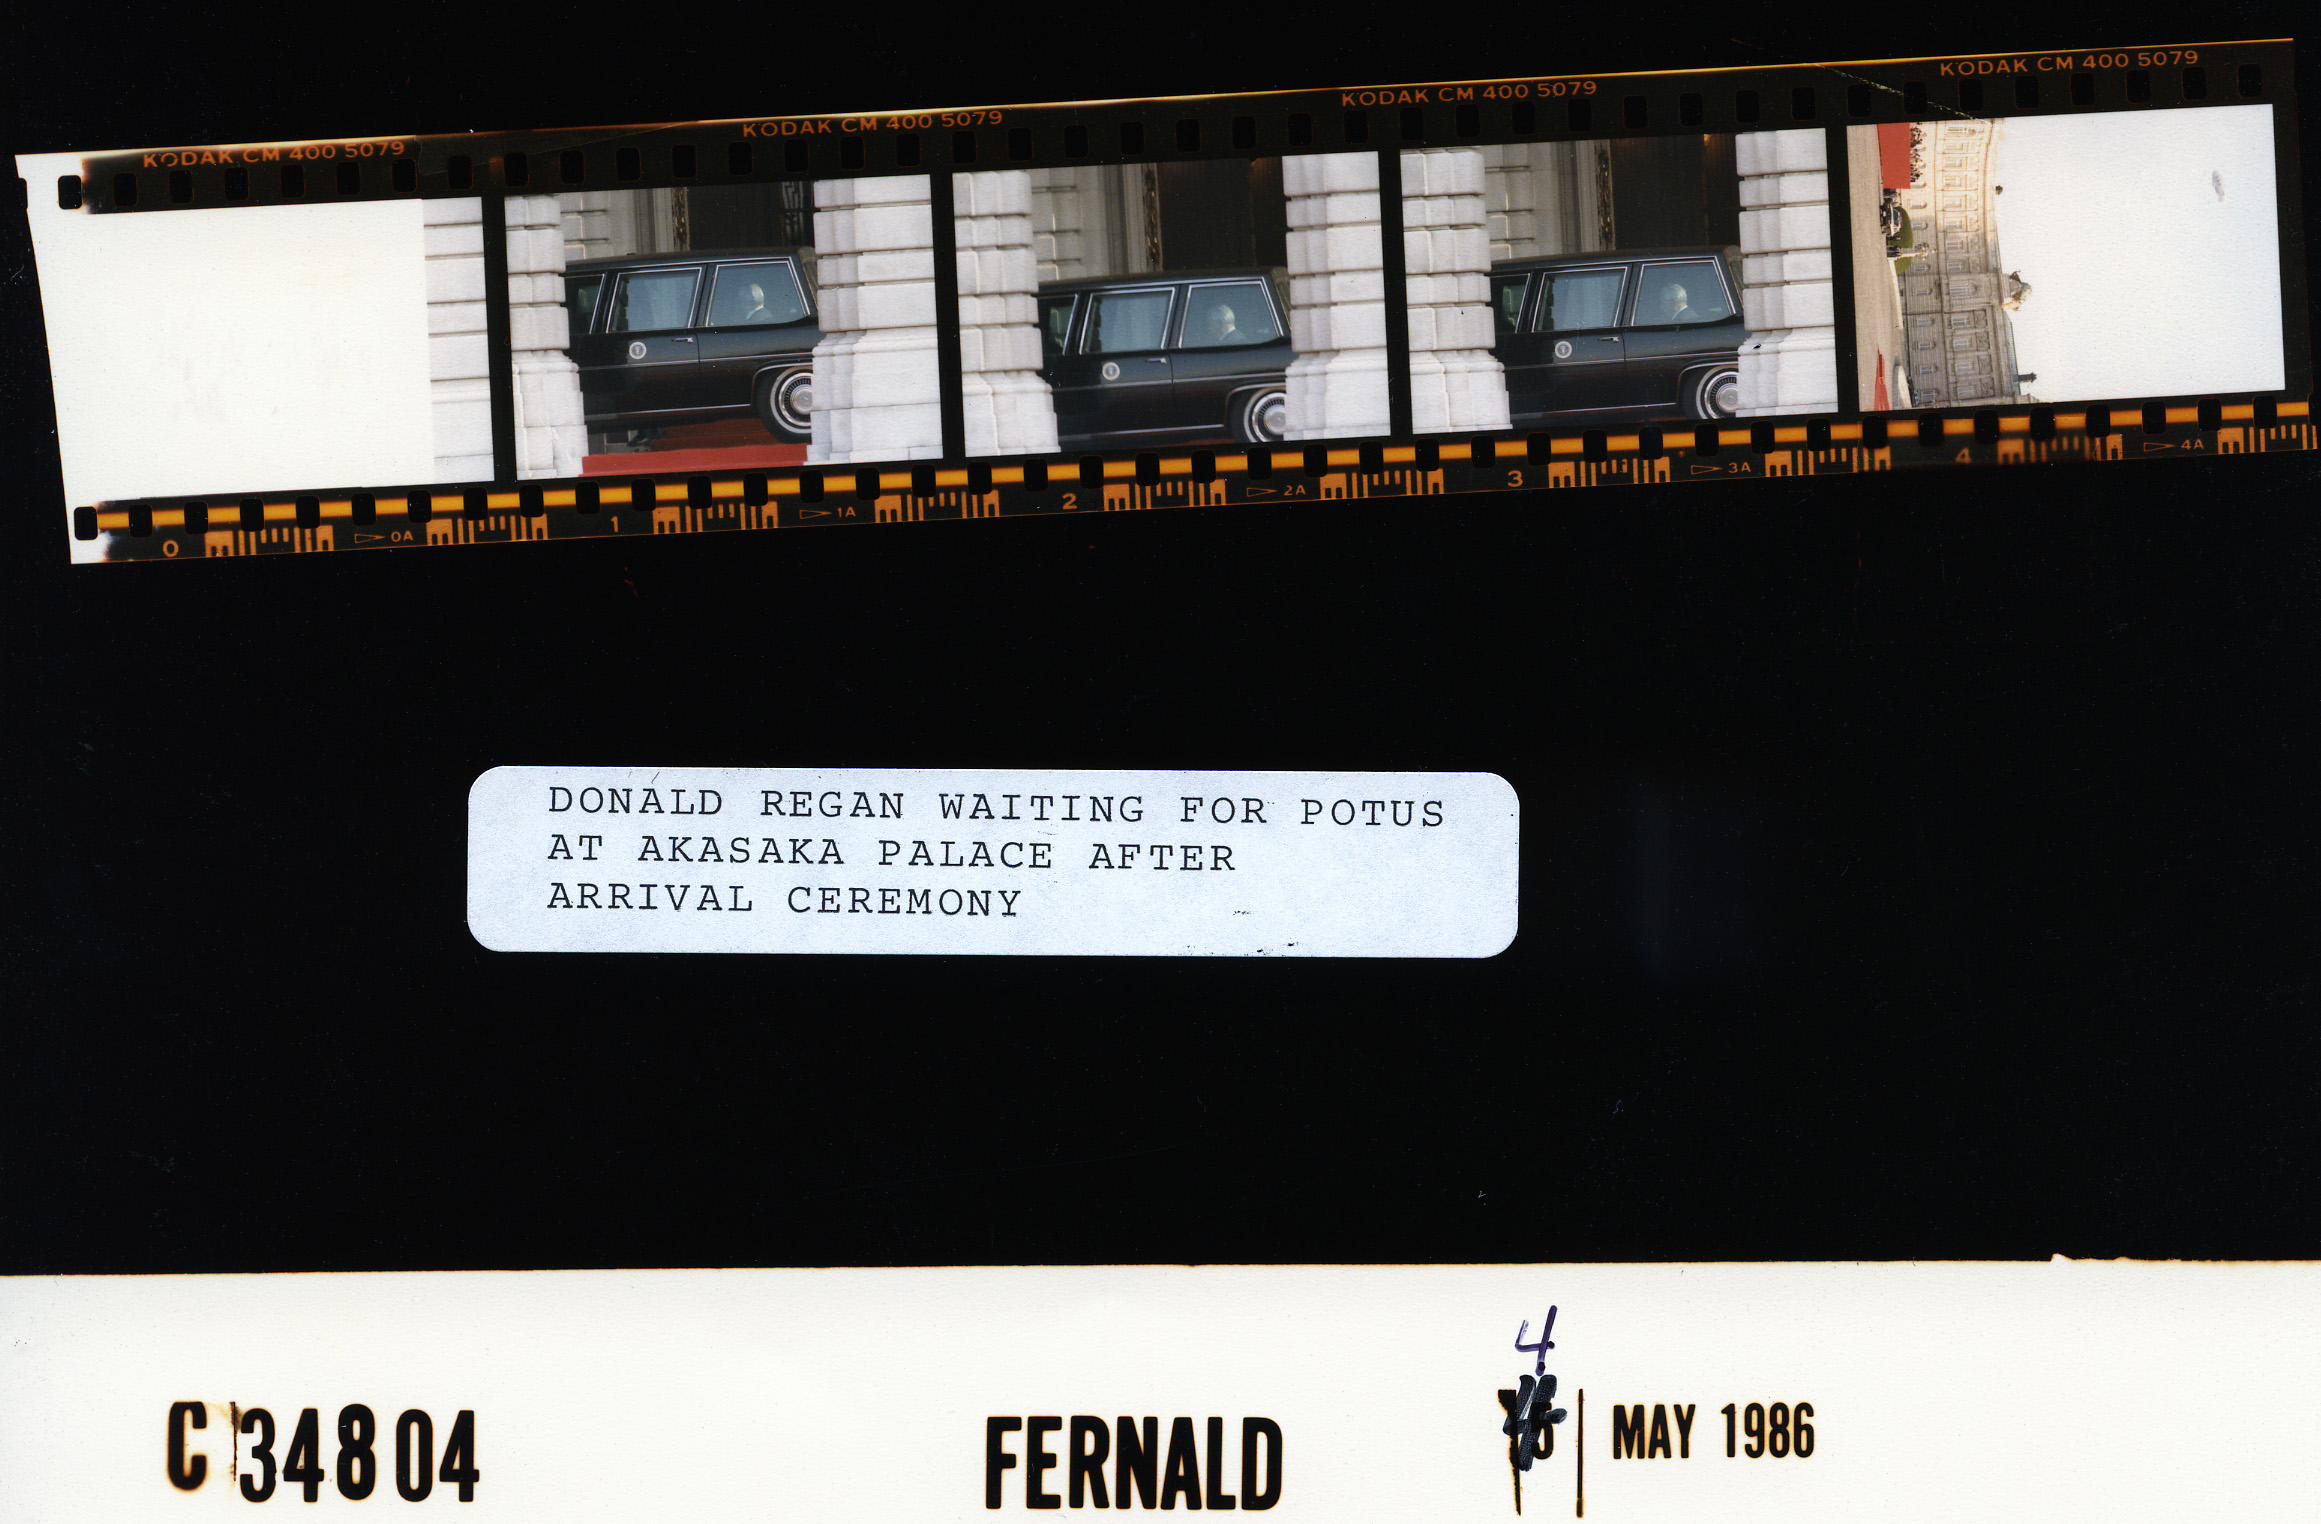 KODAK CM 400 5079 KODAK CM 400 5079 KODAK CM 400 5079 KODAK CM 400 5079
0 0A 1 1A 2 2A 3 3A 4 4A
DONALD REGAN WAITING FOR POTUS
AT AKASAKA PALACE AFTER
ARRIVAL CEREMONY
4
C 34804 FERNALD MAY 1986